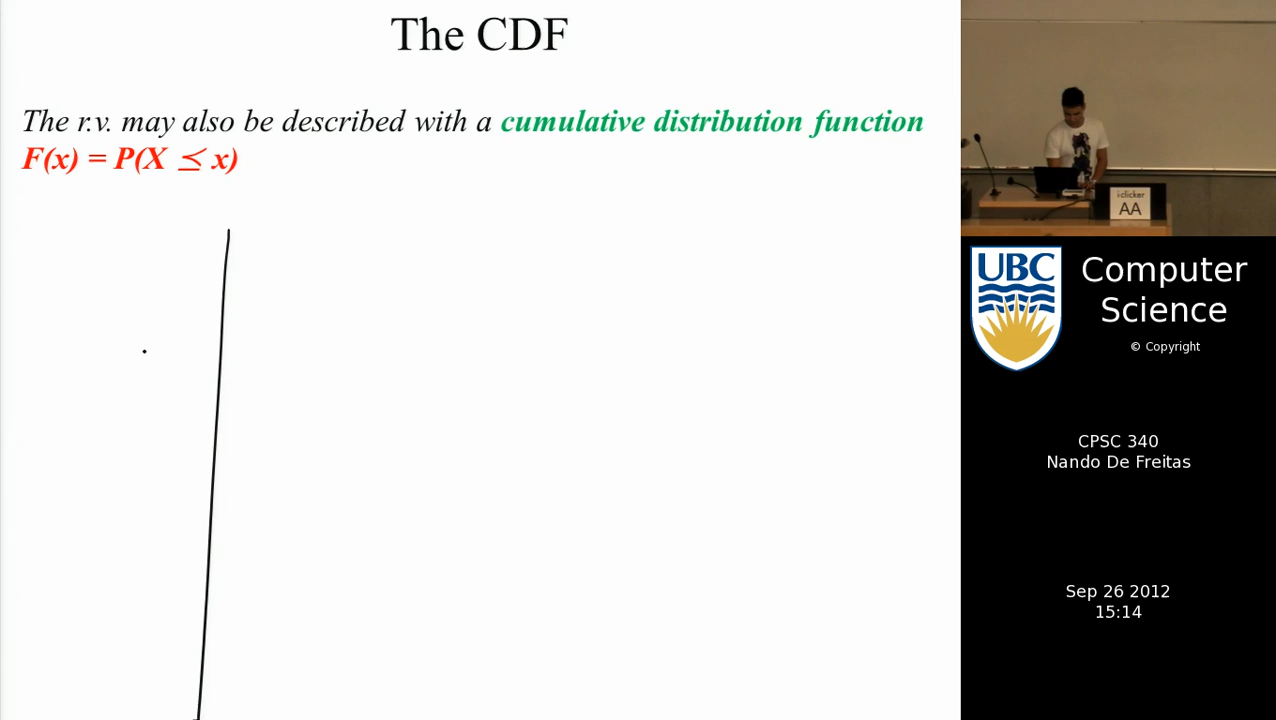 The CDF
The r.v. may also be described with a cumulative distribution function
F(x) = P(X ≤ x)
i·clicker
AA
UBC
Computer
Science
© Copyright
CPSC 340
Nando De Freitas
Sep 26 2012
15:14